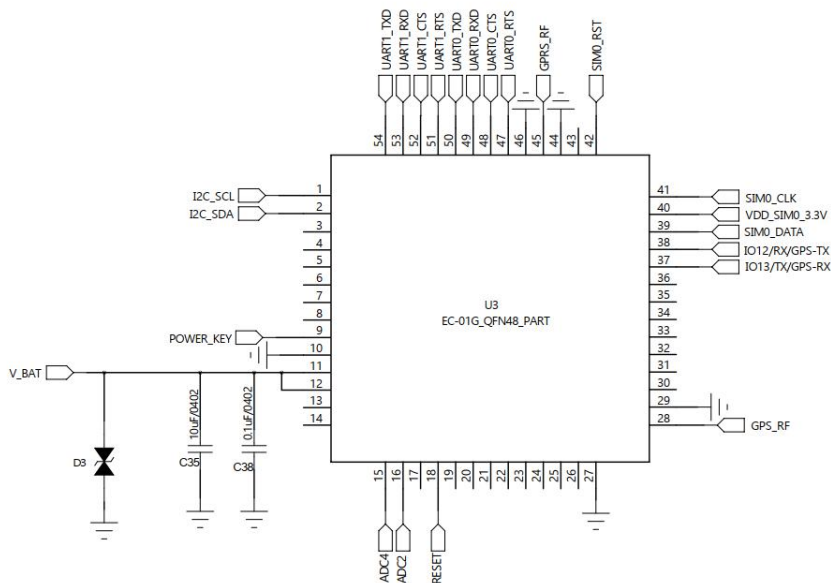 UART1_TXD
UART1_RXD
UART1_CTS
UART1_RTS
UART0_TXD
UART0_RXD
UART0_CTS
UART0_RTS
GPRS_RF
SIM0_RST
54
53
52
51
50
49
48
47
46
45
44
43
42
I2C_SCL
1
I2C_SDA
2
3
4
5
6
7
8
POWER_KEY
9
10
V_BAT
11
12
13
14
41
SIM0_CLK
40
VDD_SIM0_3.3V
39
SIM0_DATA
38
IO12/RX/GPS-TX
37
IO13/TX/GPS-RX
36
35
34
33
32
31
30
29
28
GPS_RF
U3
EC-01G_QFN48_PART
D3
10uF/0402
C35
0.1uF/0402
C38
15
16
17
18
19
20
21
22
23
24
25
26
27
ADC4
ADC2
RESET